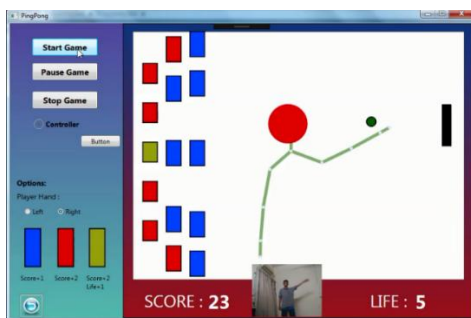 PingPong
Start Game
Pause Game
Stop Game
Controller
Button
Options:
Player Hand :
Left Right
Score+1 Score+2 Score+2
Life+1
SCORE : 23 LIFE : 5